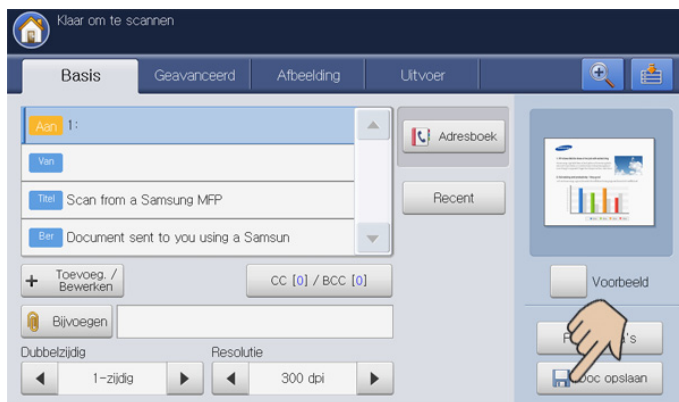 Klaar om te scannen
Basis
Geavanceerd
Afbeelding
Uitvoer
Aan 1:
Van
Titel Scan from a Samsung MFP
Ber Document sent to you using a Samsun
Adresboek
Recent
+ Toevoeg. /
Bewerken
CC [0] / BCC [0]
Bijvoegen
Dubbelzijdig
1-zijdig
Resolutie
300 dpi
Voorbeeld
Doc opslaan